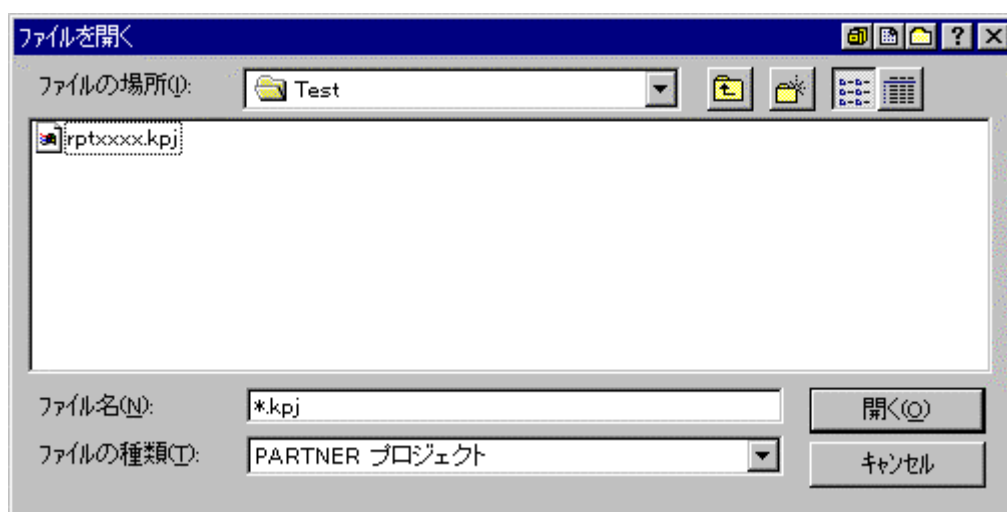 ファイルを開く
ファイルの場所(I):
Test
rptxxxx.kpj
ファイル名(N):
*.kpj
開く(O)
ファイルの種類(T):
PARTNER プロジェクト
キャンセル